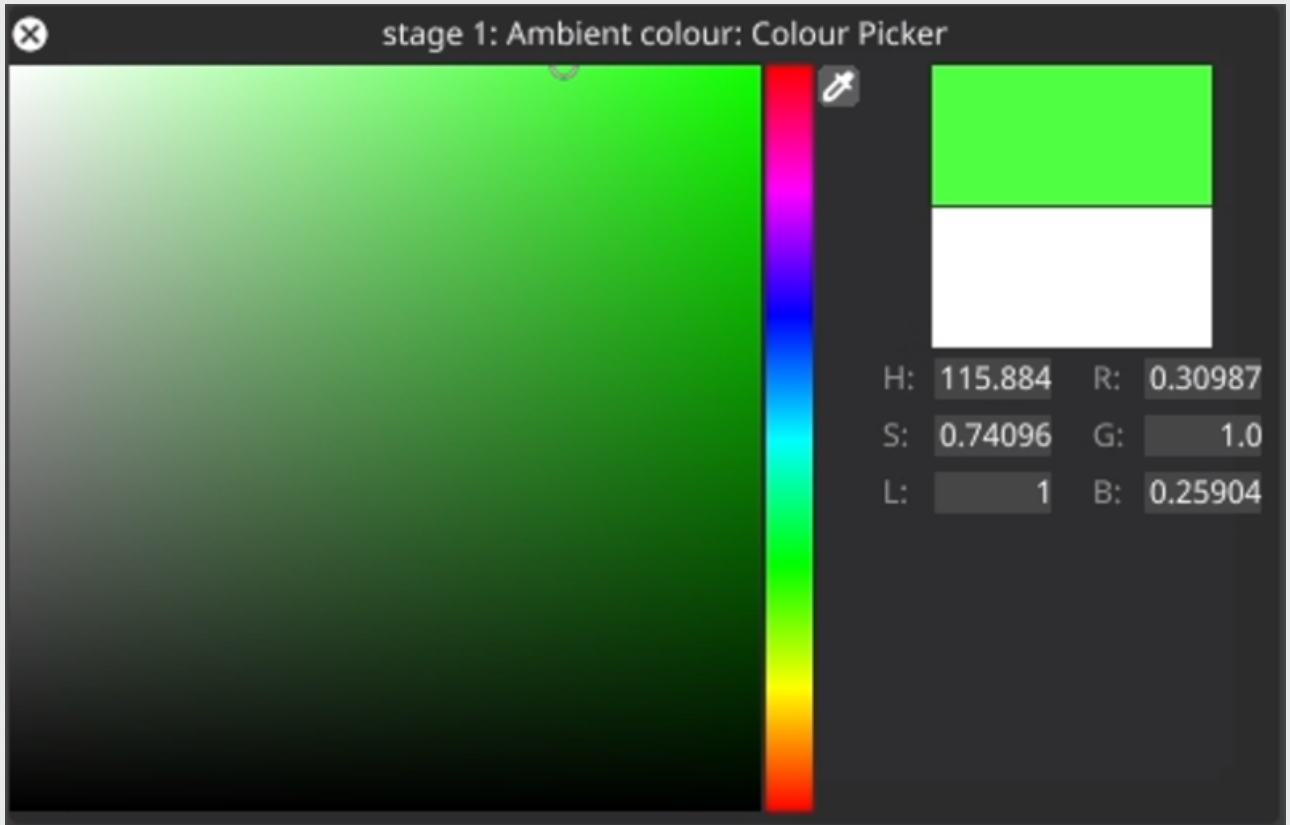 stage 1: Ambient colour: Colour Picker
H: 115.884 R: 0.30987
S: 0.74096 G: 1.0
L: 1 B: 0.25904